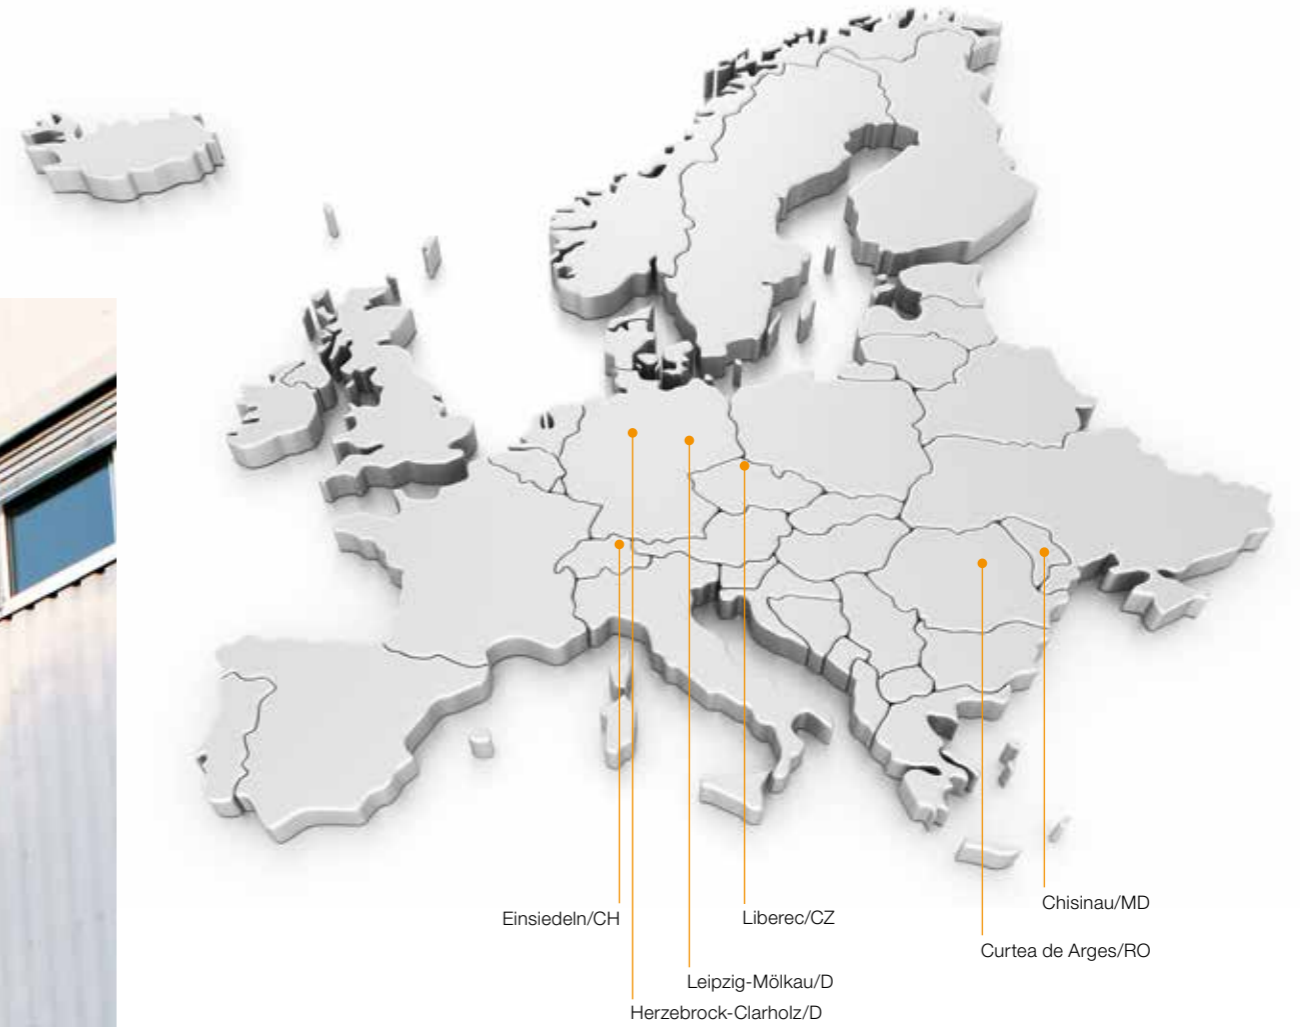 Einsiedeln/CH
Liberec/CZ
Chisinau/MD
Curtea de Arges/RO
Leipzig-Mölkau/D
Herzebrock-Clarholz/D